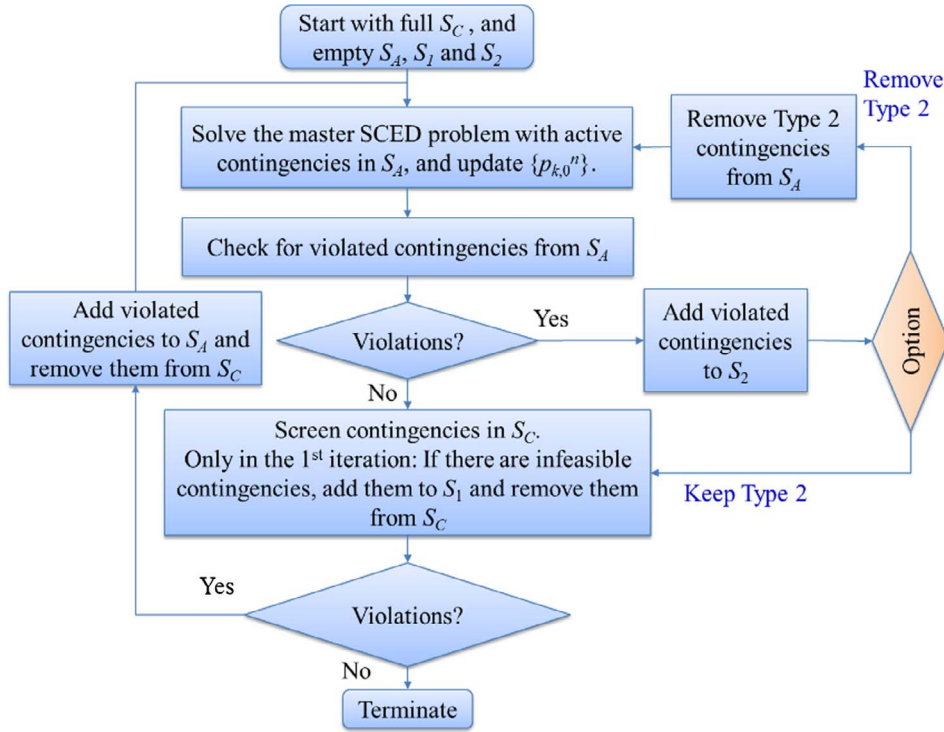 Start with full S_C , and
empty S_A, S_1 and S_2
Remove
Type 2
Solve the master SCED problem with active
contingencies in S_A, and update {p_{k,0}^n}.
Remove Type 2
contingencies
from S_A
Check for violated contingencies from S_A
Add violated
contingencies to S_A and
remove them from S_C
Violations?
Yes
Add violated
contingencies
to S_2
Option
No
Screen contingencies in S_C.
Only in the 1st iteration: If there are infeasible
contingencies, add them to S_1 and remove them
from S_C
Keep Type 2
Yes
Violations?
No
Terminate